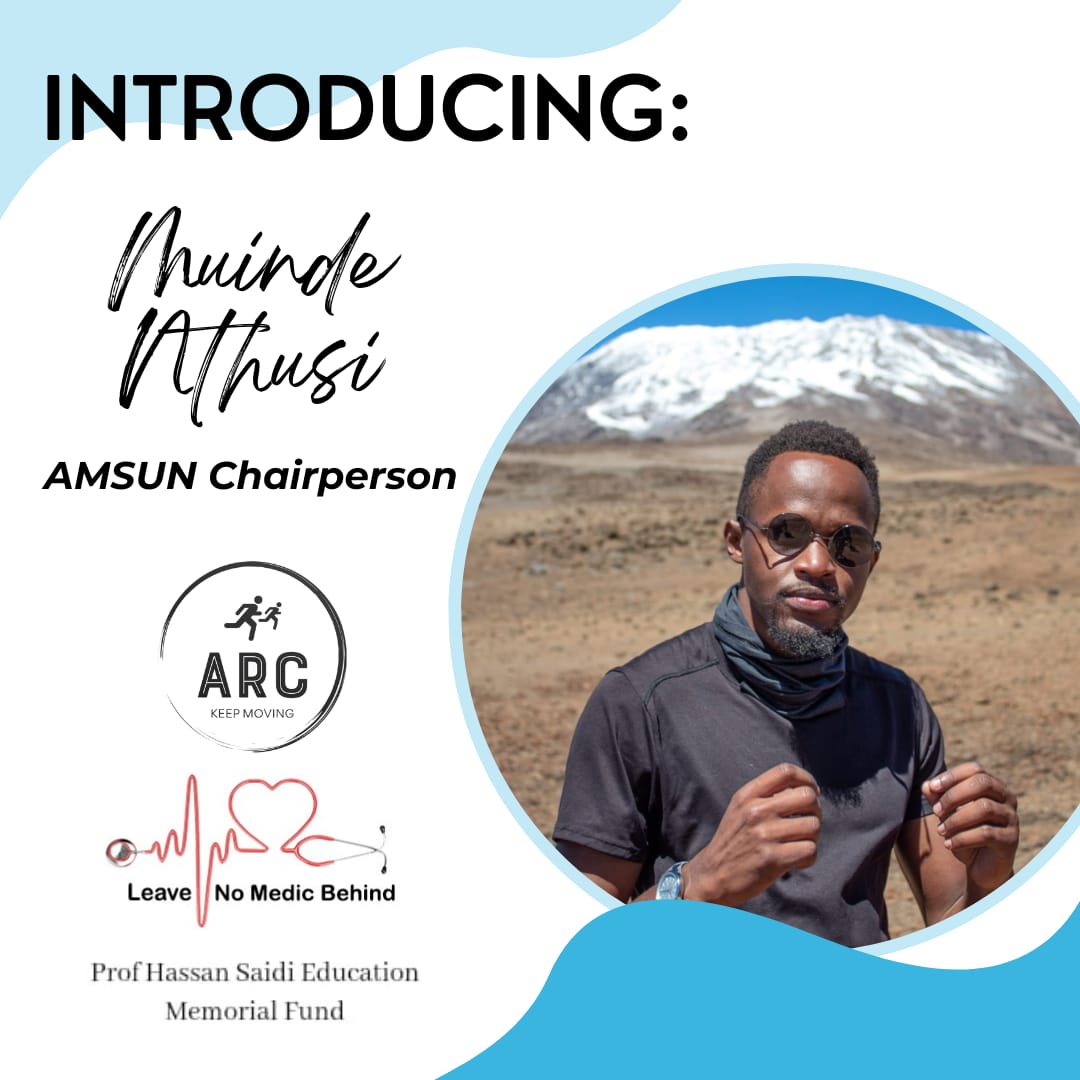 INTRODUCING:
Muinde
Nthusi
AMSUN Chairperson
ARC
KEEP MOVING
Leave No Medic Behind
Prof Hassan Saidi Education
Memorial Fund